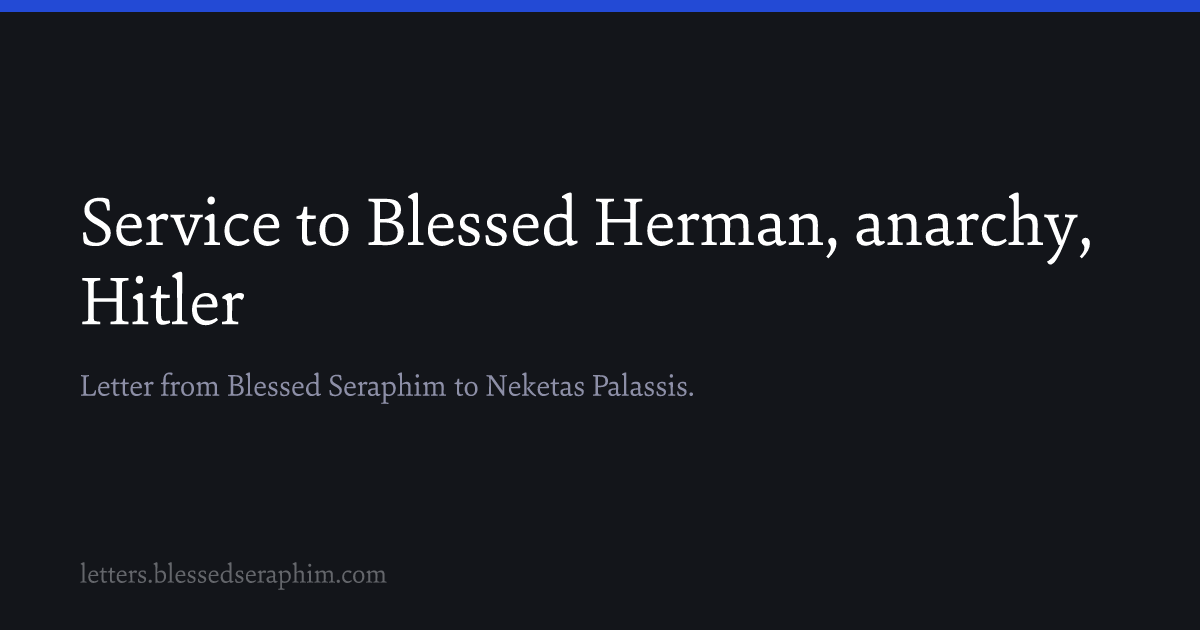 Service to Blessed Herman, anarchy,
Hitler
Letter from Blessed Seraphim to Neketas Palassis.
letters.blessedseraphim.com